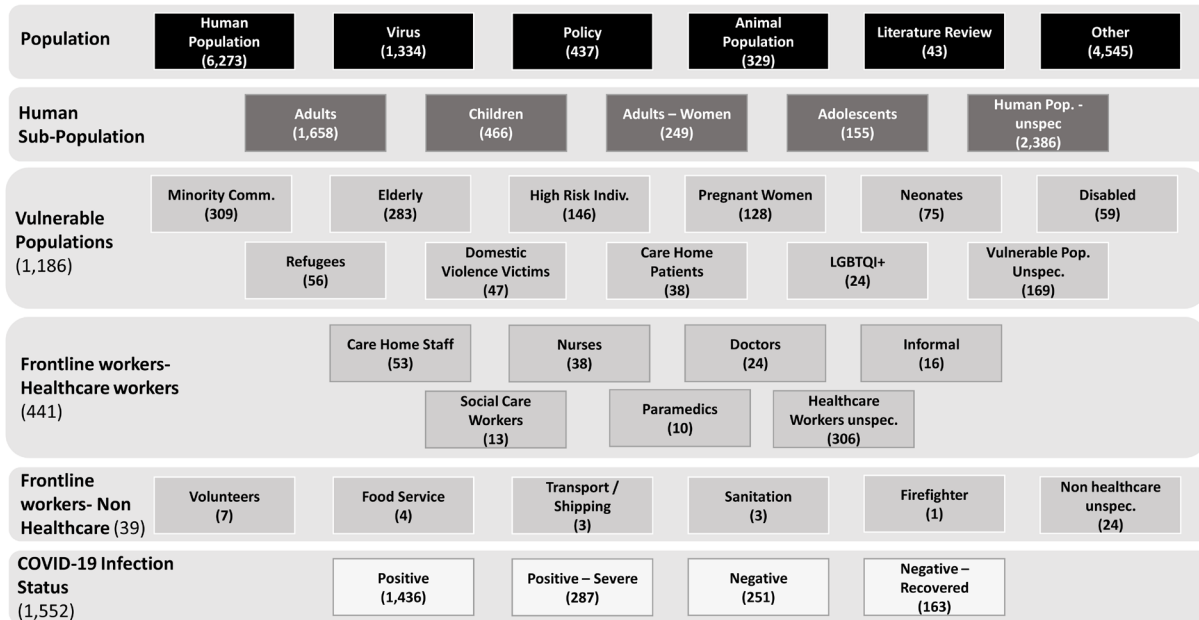 Population
Human
Population
(6,273)
Virus
(1,334)
Policy
(437)
Animal
Population
(329)
Literature Review
(43)
Other
(4,545)
Human
Sub-Population
Adults
(1,658)
Children
(466)
Adults – Women
(249)
Adolescents
(155)
Human Pop. -
unspec
(2,386)
Vulnerable
Populations
(1,186)
Minority Comm.
(309)
Elderly
(283)
High Risk Indiv.
(146)
Pregnant Women
(128)
Neonates
(75)
Disabled
(59)
Refugees
(56)
Domestic
Violence Victims
(47)
Care Home
Patients
(38)
LGBTQI+
(24)
Vulnerable Pop.
Unspec.
(169)
Frontline workers-
Healthcare workers
(441)
Care Home Staff
(53)
Nurses
(38)
Doctors
(24)
Informal
(16)
Social Care
Workers
(13)
Paramedics
(10)
Healthcare
Workers unspec.
(306)
Frontline
workers- Non
Healthcare (39)
Volunteers
(7)
Food Service
(4)
Transport /
Shipping
(3)
Sanitation
(3)
Firefighter
(1)
Non healthcare
unspec.
(24)
COVID-19 Infection
Status
(1,552)
Positive
(1,436)
Positive – Severe
(287)
Negative
(251)
Negative –
Recovered
(163)